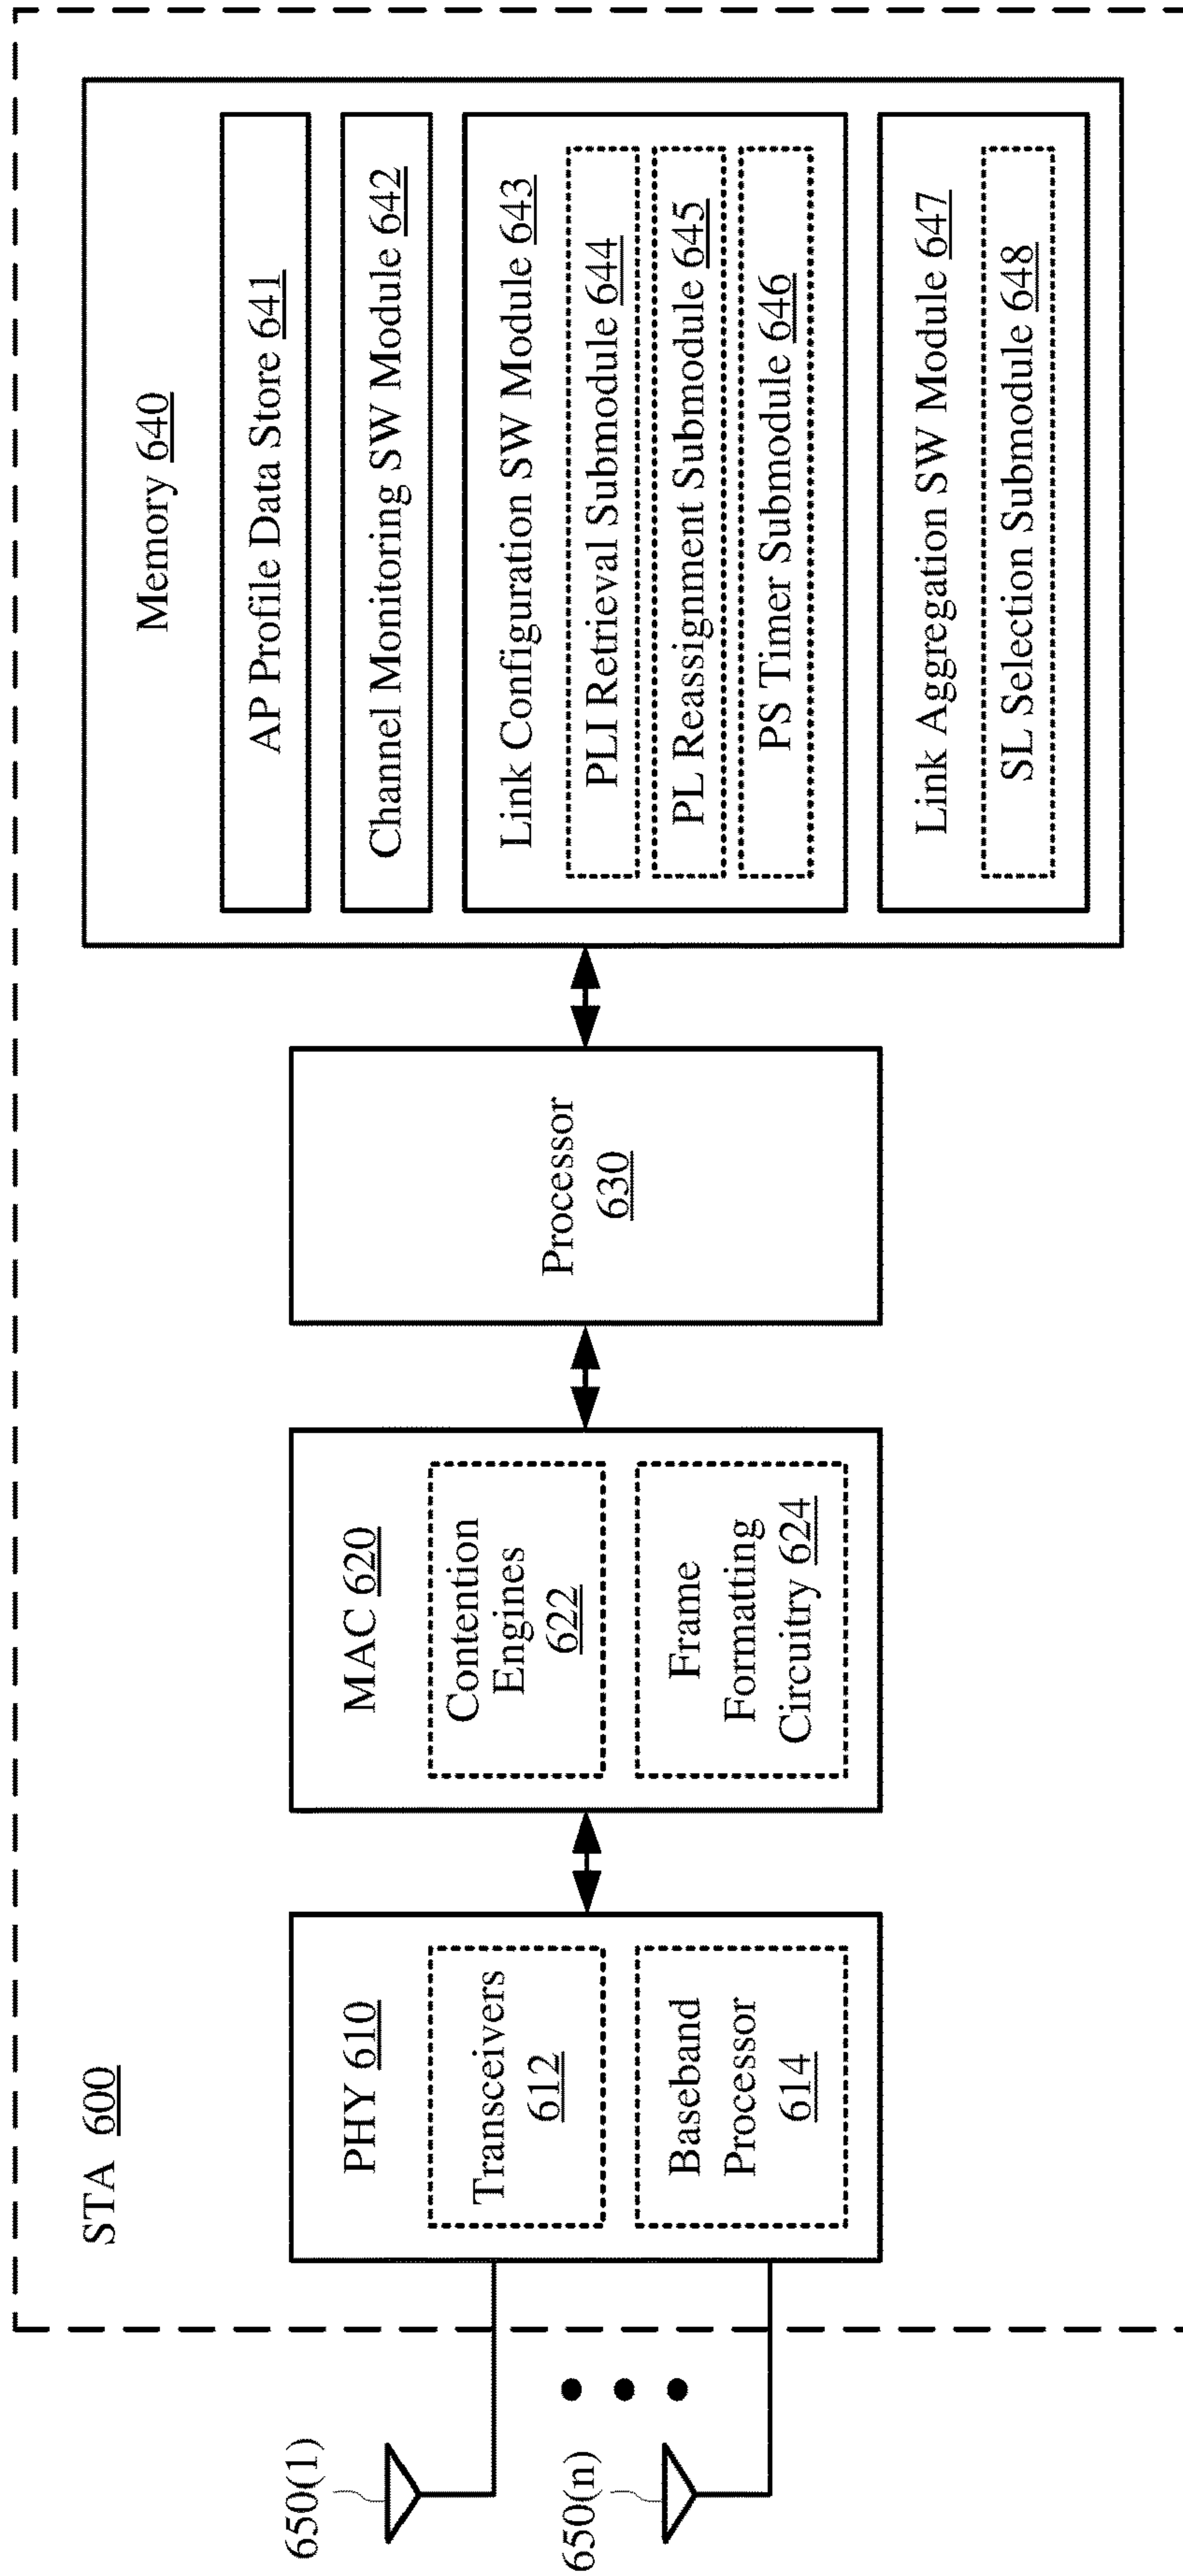 STA 600
650(1)
650(n)
PHY 610
Transceivers
612
Baseband
Processor
614
MAC 620
Contention
Engines
622
Frame
Formatting
Circuitry 624
Processor
630
Memory 640
AP Profile Data Store 641
Channel Monitoring SW Module 642
Link Configuration SW Module 643
PLI Retrieval Submodule 644
PL Reassignment Submodule 645
PS Timer Submodule 646
Link Aggregation SW Module 647
SL Selection Submodule 648